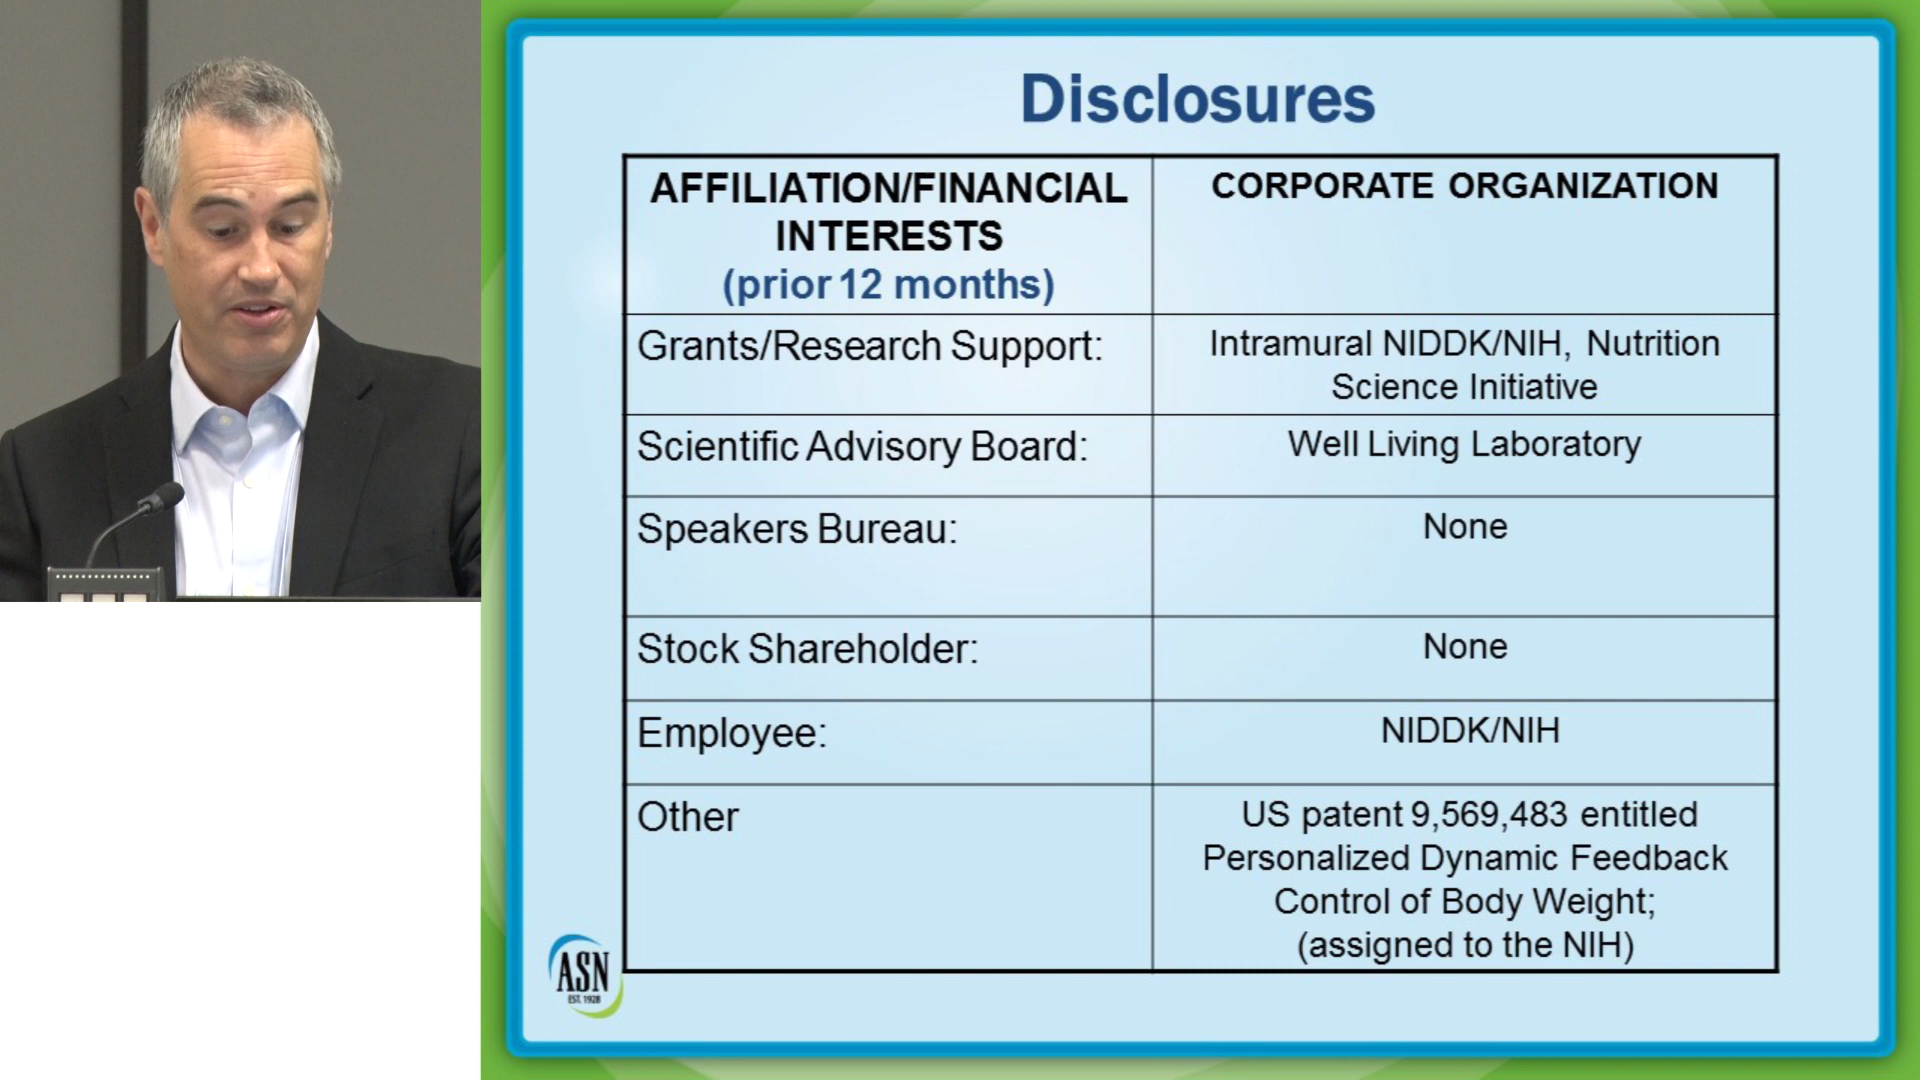 Disclosures
AFFILIATION/FINANCIAL
INTERESTS
(prior 12 months)
CORPORATE ORGANIZATION
Grants/Research Support:
Intramural NIDDK/NIH, Nutrition
Science Initiative
Scientific Advisory Board:
Well Living Laboratory
Speakers Bureau:
None
Stock Shareholder:
None
Employee:
NIDDK/NIH
Other
US patent 9,569,483 entitled
Personalized Dynamic Feedback
Control of Body Weight;
(assigned to the NIH)
ASN
EST. 1928